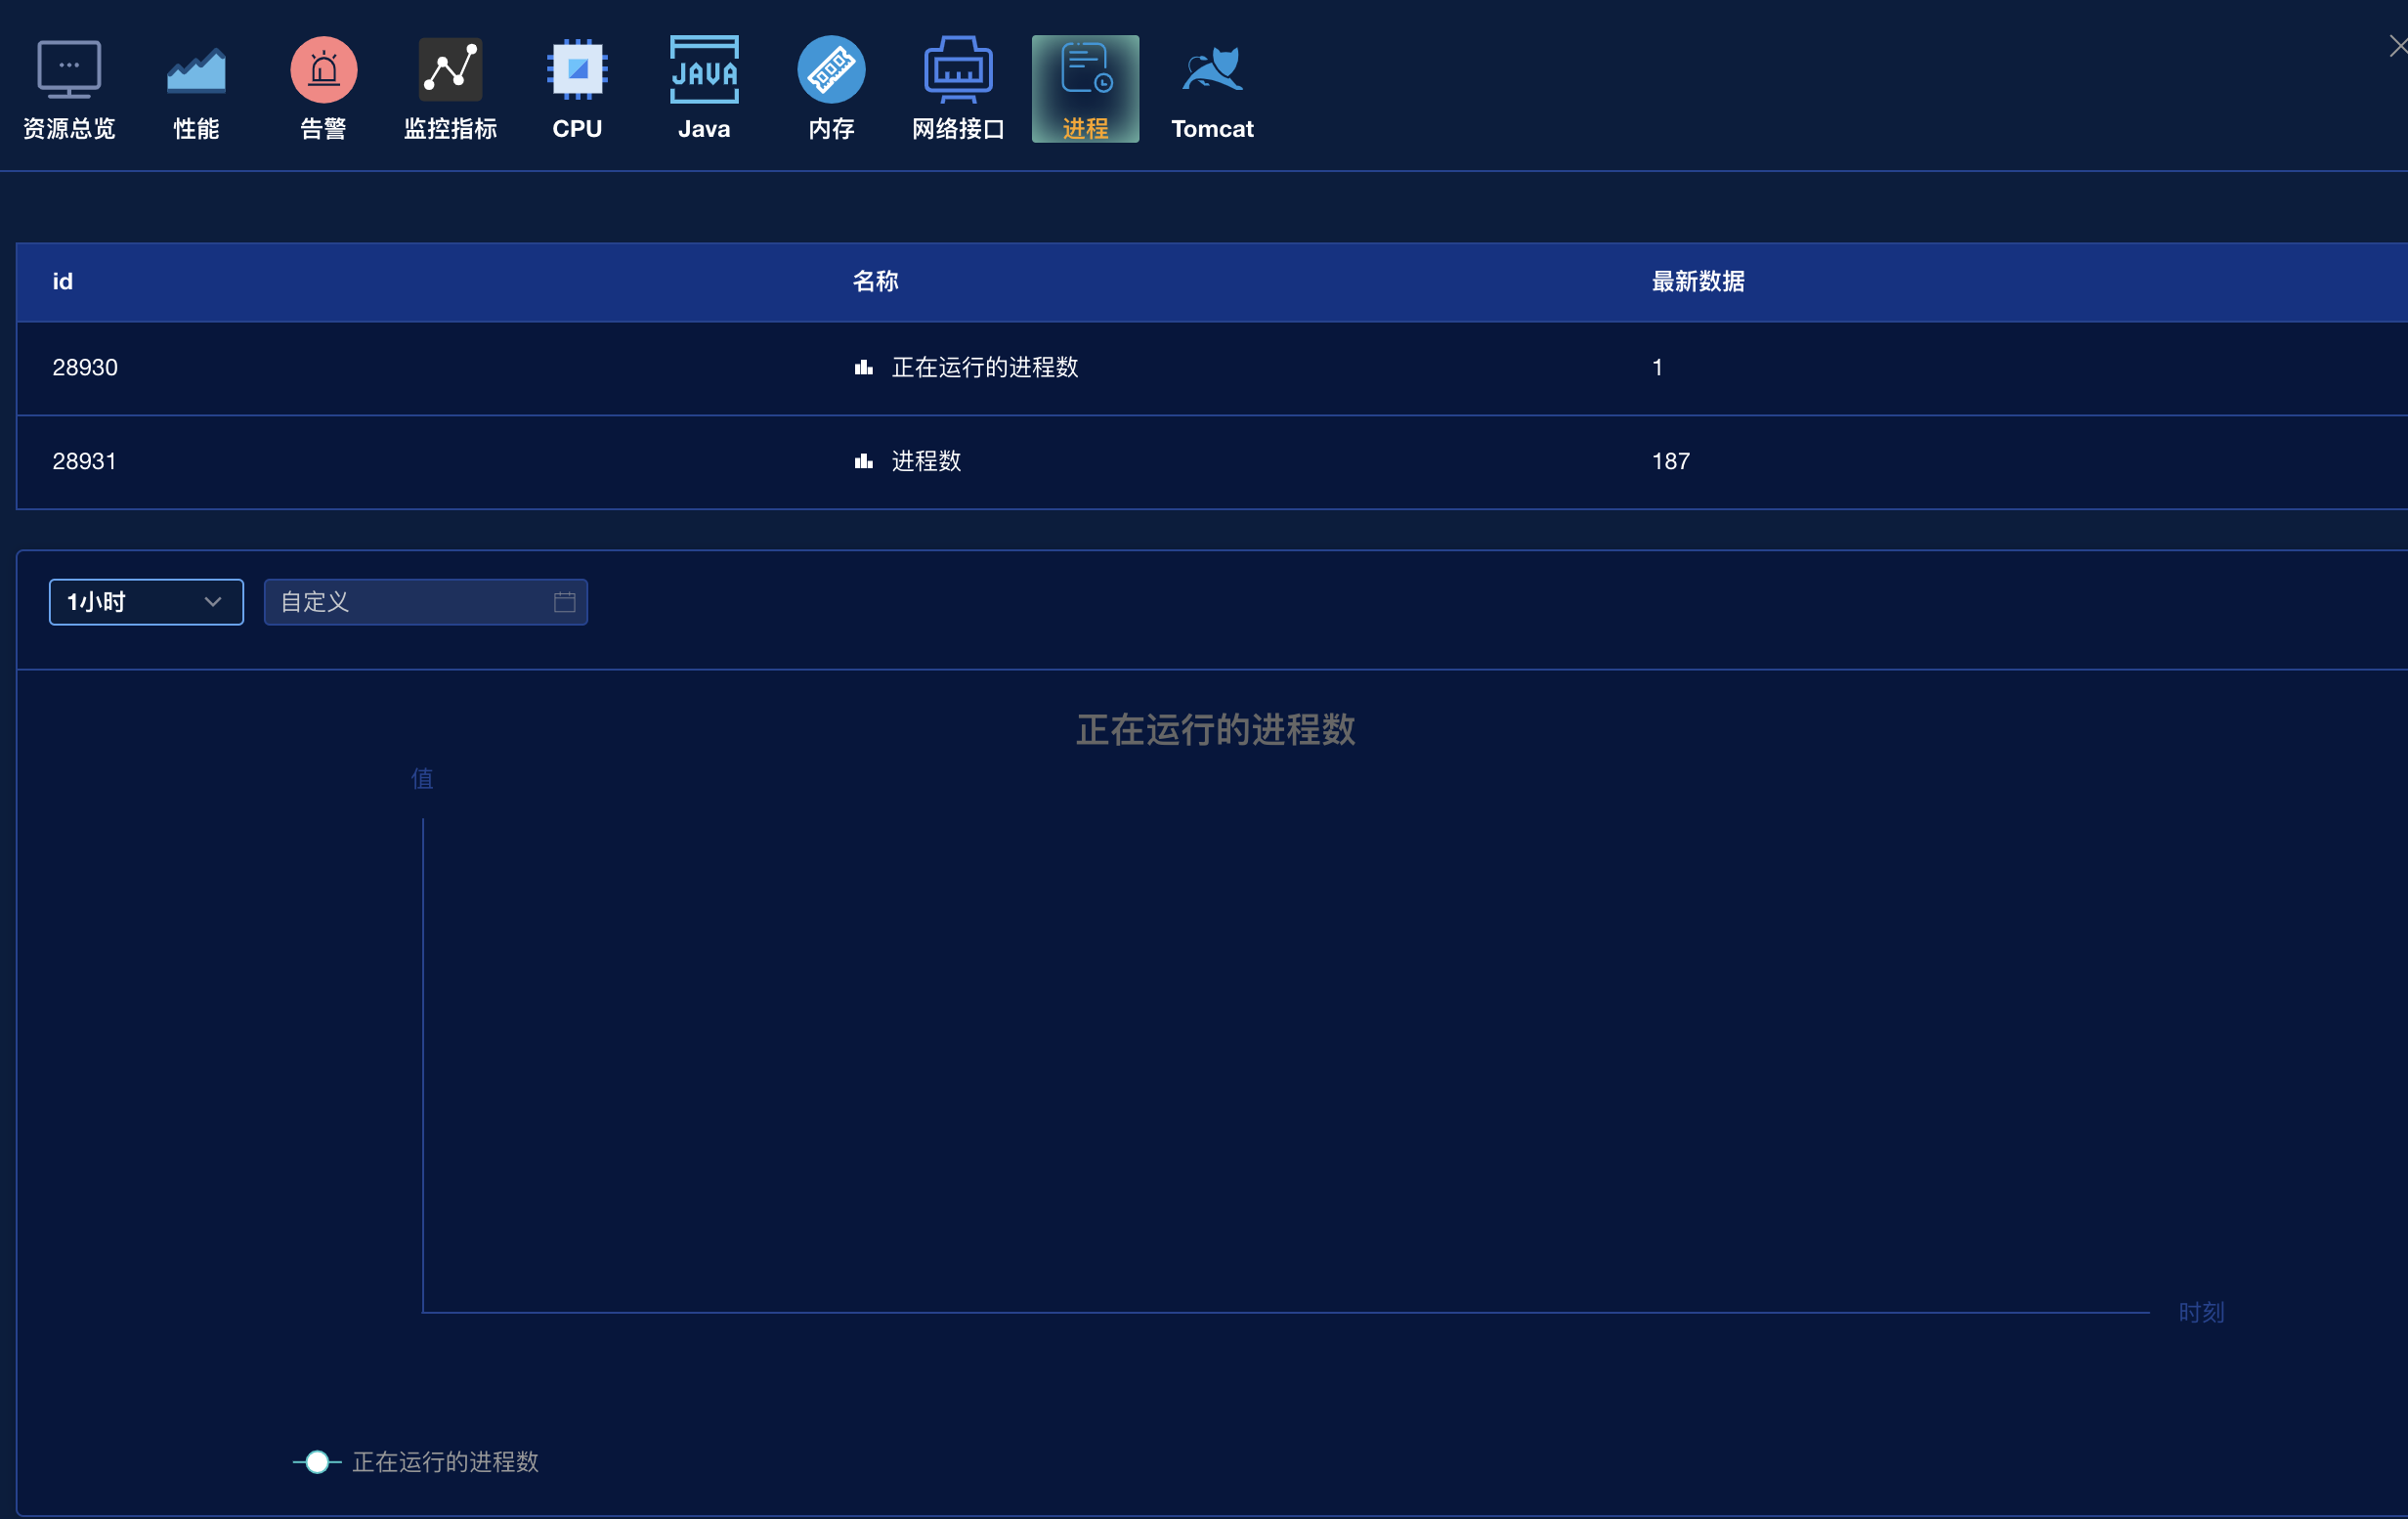 资源总览 性能 告警 监控指标 CPU Java 内存 网络接口 进程 Tomcat
JAVA
id 名称 最新数据
28930 正在运行的进程数 1
28931 进程数 187
1小时 自定义
正在运行的进程数
值
时刻
正在运行的进程数